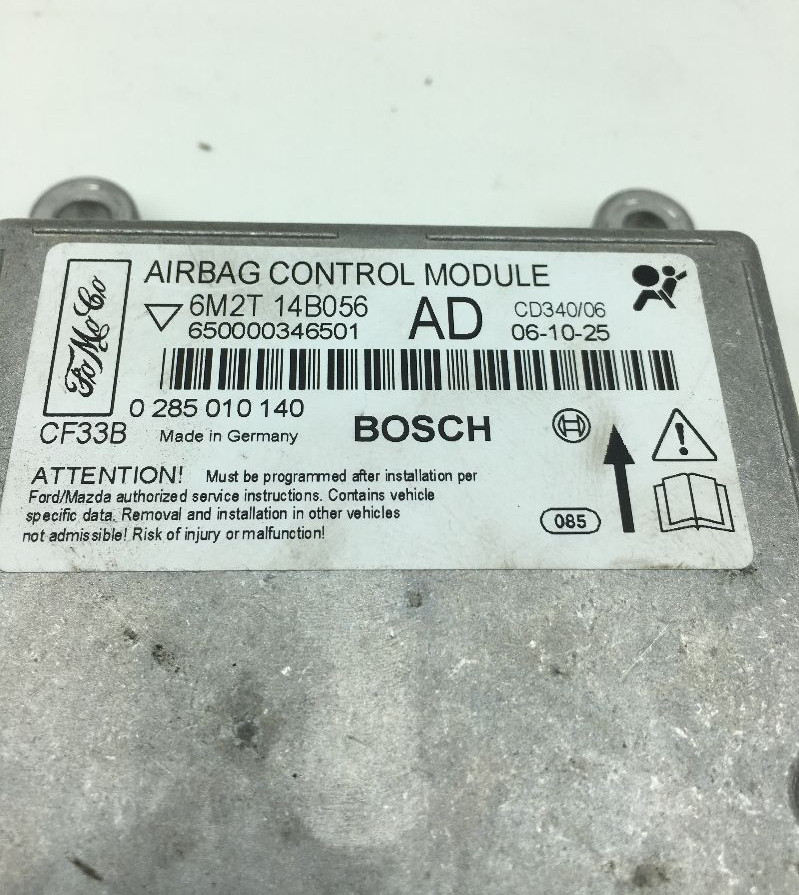 FoMoCo
AIRBAG CONTROL MODULE
6M2T 14B056 AD CD340/06
650000346501 06-10-25
0 285 010 140
CF33B Made in Germany BOSCH
ATTENTION! Must be programmed after installation per
Ford/Mazda authorized service instructions. Contains vehicle
specific data. Removal and installation in other vehicles
not admissible! Risk of injury or malfunction!
085